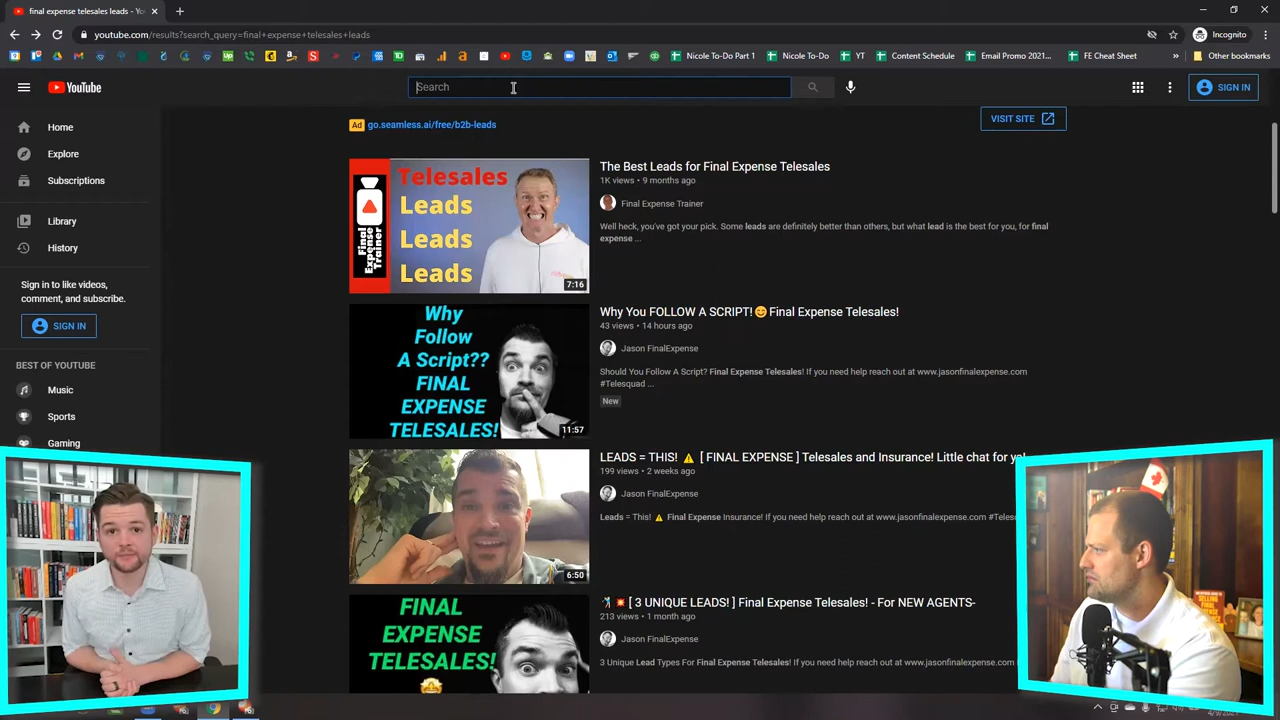 final expense telesales leads - Yo
youtube.com/results?search_query=final+expense+telesales+leads
Incognito
Nicole To-Do Part 1
Nicole To-Do
YT
Content Schedule
Email Promo 2021...
FE Cheat Sheet
Other bookmarks
YouTube
Search
SIGN IN
Home
Explore
Subscriptions
Library
History
Sign in to like videos,
comment, and subscribe.
SIGN IN
BEST OF YOUTUBE
Music
Sports
Gaming
Ad go.seamless.ai/free/b2b-leads
VISIT SITE
Telesales
Leads
Leads
Leads
Final Expense Trainer
7:16
The Best Leads for Final Expense Telesales
1K views • 9 months ago
Final Expense Trainer
Well heck, you've got your pick. Some leads are definitely better than others, but what lead is the best for you, for final
expense ...
Why
Follow
A Script??
FINAL
EXPENSE
TELESALES!
11:57
Why You FOLLOW A SCRIPT!😊 Final Expense Telesales!
43 views • 14 hours ago
Jason FinalExpense
Should You Follow A Script? Final Expense Telesales! If you need help reach out at www.jasonfinalexpense.com
#Telesquad ...
New
6:50
LEADS = THIS! ⚠️ [ FINAL EXPENSE ] Telesales and Insurance! Little chat for ya!
199 views • 2 weeks ago
Jason FinalExpense
Leads = This! ⚠️ Final Expense Insurance! If you need help reach out at www.jasonfinalexpense.com
FINAL
EXPENSE
TELESALES!
[ 3 UNIQUE LEADS! ] Final Expense Telesales! - For NEW AGENTS-
213 views • 1 month ago
Jason FinalExpense
3 Unique Lead Types For Final Expense Telesales! If you need help reach out at www.jasonfinalexpense.com
SELLING
FINAL